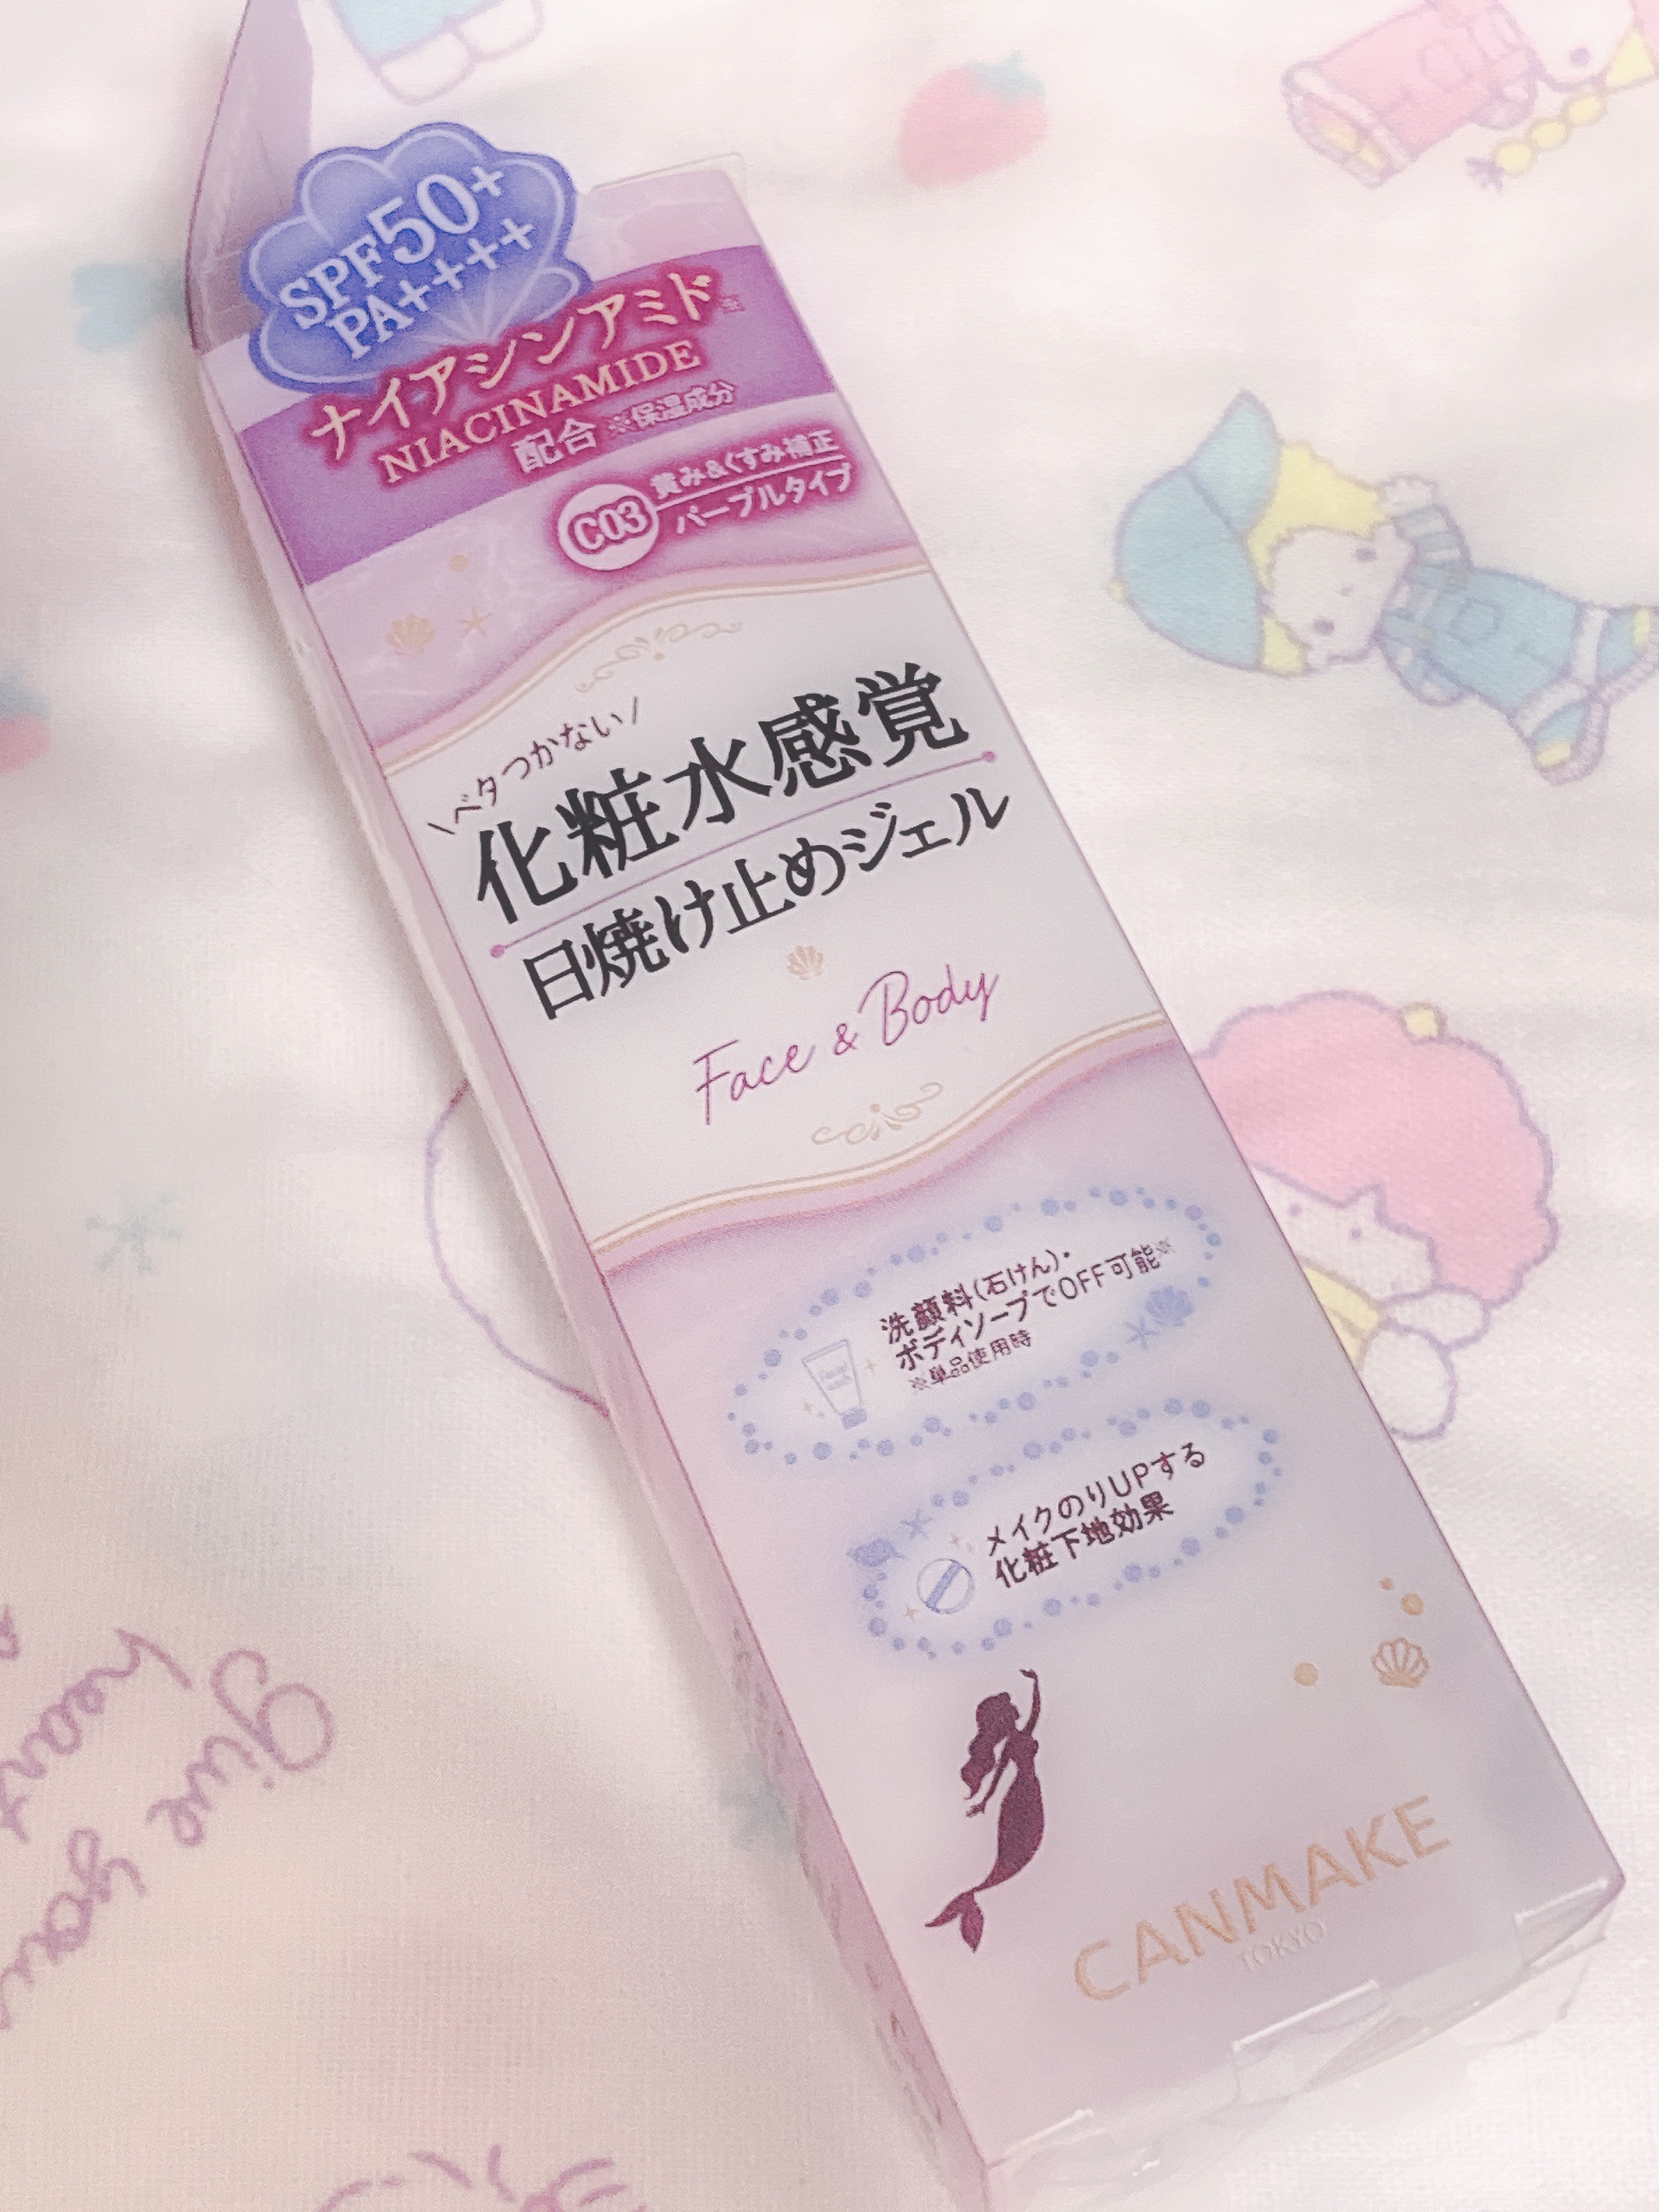 SPF50+
PA++++
ナイアシンアミド※
NIACINAMIDE
配合 ※保湿成分
C03 黄み&くすみ補正
パープルタイプ
\ベタつかない/
化粧水感覚
日焼け止めジェル
Face & Body
洗顔料(石けん)・
ボディソープでOFF可能※
※単品使用時
メイクのりUPする
化粧下地効果
CANMAKE
TOKYO
give you
heart